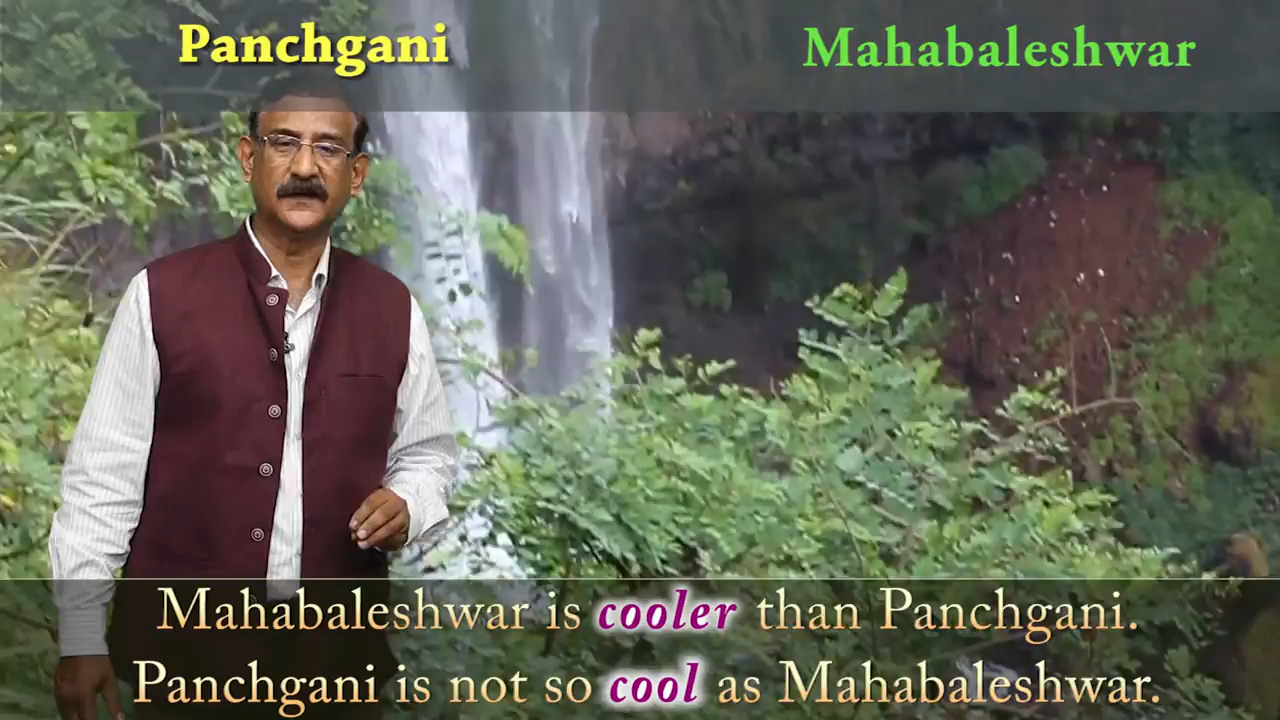 Panchgani
Mahabaleshwar
Mahabaleshwar is cooler than Panchgani.
Panchgani is not so cool as Mahabaleshwar.